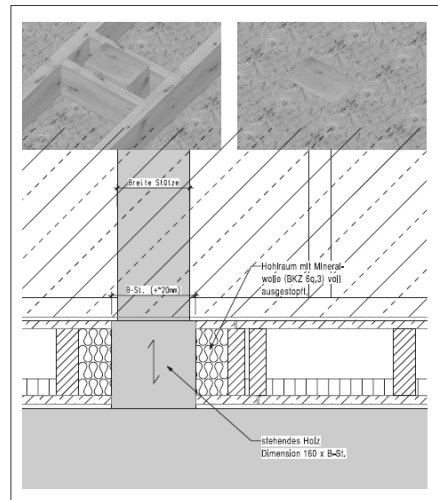 Breite Stütze
B-St. (+~20mm)
Hohlraum mit Mineral-
wolle (BKZ 6q.3) voll
ausgestopft.
stehendes Holz
Dimension 160 x B-St.